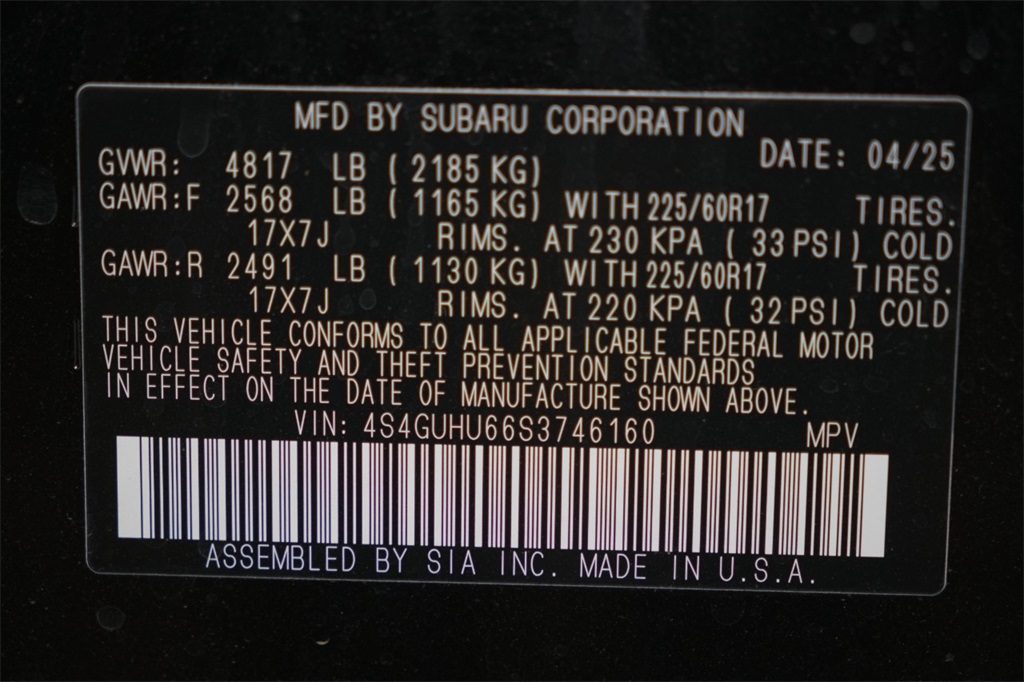 MFD BY SUBARU CORPORATION
DATE: 04/25
GVWR: 4817 LB ( 2185 KG)
GAWR:F 2568 LB ( 1165 KG) WITH 225/60R17 TIRES.
17X7J RIMS. AT 230 KPA ( 33 PSI) COLD
GAWR:R 2491 LB ( 1130 KG) WITH 225/60R17 TIRES.
17X7J RIMS. AT 220 KPA ( 32 PSI) COLD
THIS VEHICLE CONFORMS TO ALL APPLICABLE FEDERAL MOTOR
VEHICLE SAFETY AND THEFT PREVENTION STANDARDS
IN EFFECT ON THE DATE OF MANUFACTURE SHOWN ABOVE.
VIN: 4S4GUHU66S3746160 MPV
ASSEMBLED BY SIA INC. MADE IN U.S.A.